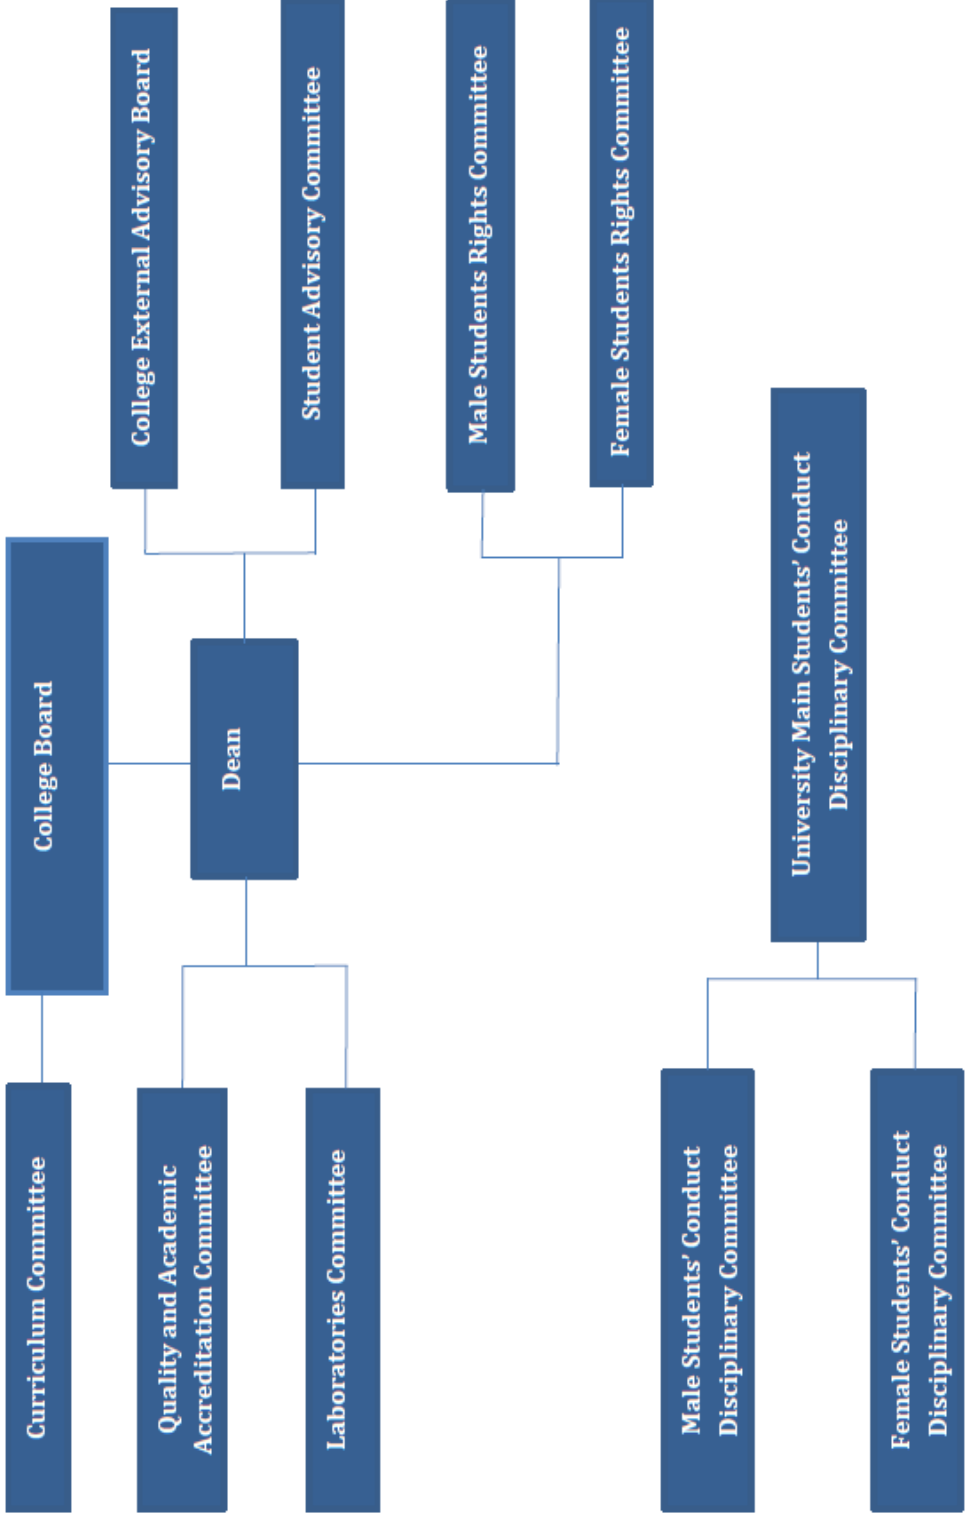 College Board
Curriculum Committee
College External Advisory Board
Dean
Quality and Academic
Accreditation Committee
Student Advisory Committee
Laboratories Committee
Male Students Rights Committee
Female Students Rights Committee
University Main Students’ Conduct
Disciplinary Committee
Male Students’ Conduct
Disciplinary Committee
Female Students’ Conduct
Disciplinary Committee